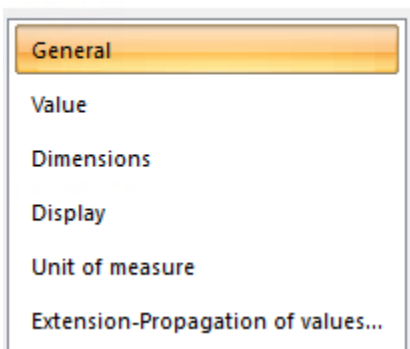 General
Value
Dimensions
Display
Unit of measure
Extension-Propagation of values...